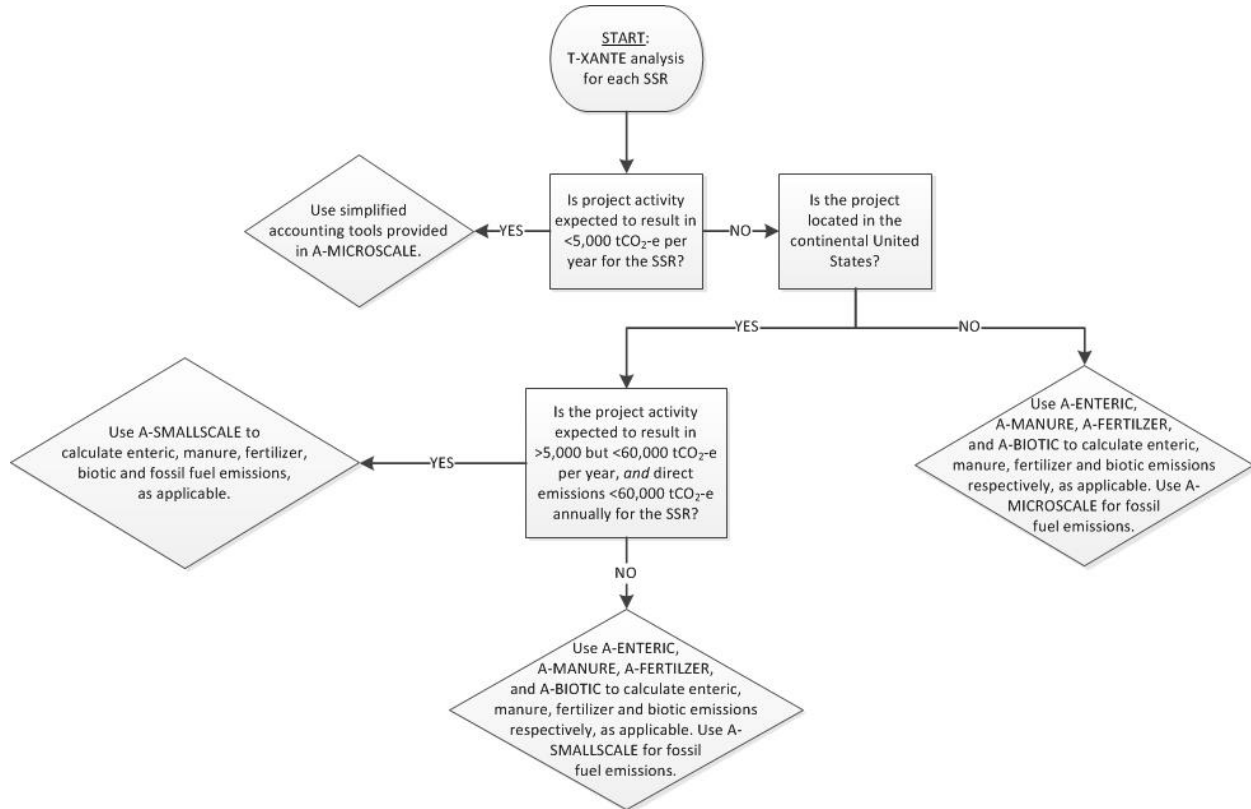 START:
T-XANTE analysis
for each SSR
Use simplified
accounting tools provided
in A-MICROSCALE.
YES
Is project activity
expected to result in
<5,000 tCO₂-e per
year for the SSR?
NO
Is the project
located in the
continental United
States?
YES
NO
Use A-SMALLSCALE to
calculate enteric, manure, fertilizer,
biotic and fossil fuel emissions,
as applicable.
YES
Is the project activity
expected to result in
>5,000 but <60,000 tCO₂-e
per year, and direct
emissions <60,000 tCO₂-e
annually for the SSR?
Use A-ENTERIC,
A-MANURE, A-FERTILZER,
and A-BIOTIC to calculate enteric,
manure, fertilizer and biotic emissions
respectively, as applicable. Use A-
MICROSCALE for fossil
fuel emissions.
NO
Use A-ENTERIC,
A-MANURE, A-FERTILZER,
and A-BIOTIC to calculate enteric,
manure, fertilizer and biotic emissions
respectively, as applicable. Use A-
SMALLSCALE for fossil
fuel emissions.